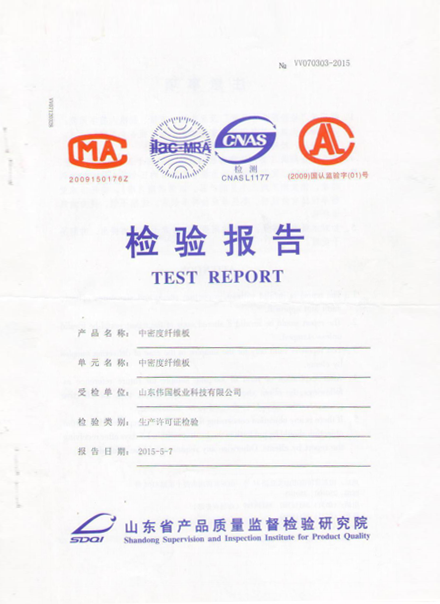 № VV070303-2015
CMA
ilac-MRA
CNAS
CAL
2009150176Z
检 测
CNAS L1177
(2009)国认监验字(01)号
检验报告
TEST REPORT
产品名称: 中密度纤维板
单元名称: 中密度纤维板
受检单位: 山东伟国板业科技有限公司
检验类别: 生产许可证检验
报告日期: 2015-5-7
SDQI
山东省产品质量监督检验研究院
Shandong Supervision and Inspection Institute for Product Quality